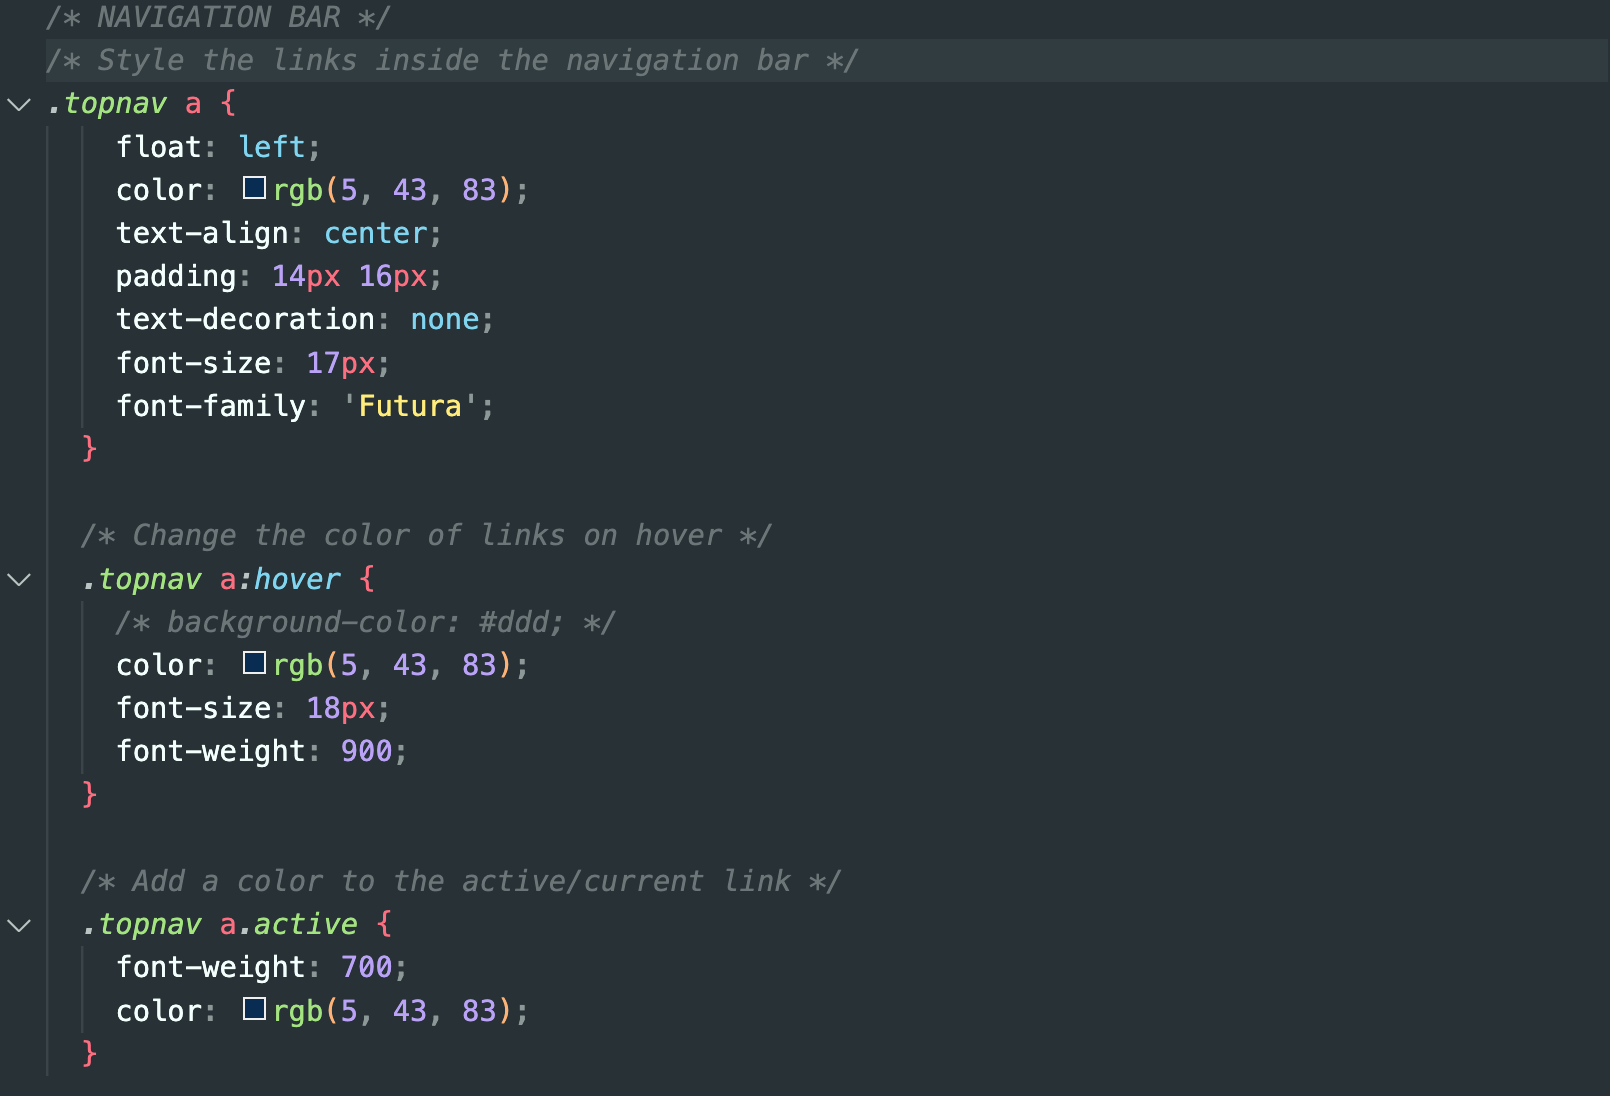 /* NAVIGATION BAR */
/* Style the links inside the navigation bar */
.topnav a {
float: left;
color: rgb(5, 43, 83);
text-align: center;
padding: 14px 16px;
text-decoration: none;
font-size: 17px;
font-family: 'Futura';
}
/* Change the color of links on hover */
.topnav a:hover {
/* background-color: #ddd; */
color: rgb(5, 43, 83);
font-size: 18px;
font-weight: 900;
}
/* Add a color to the active/current link */
.topnav a.active {
font-weight: 700;
color: rgb(5, 43, 83);
}